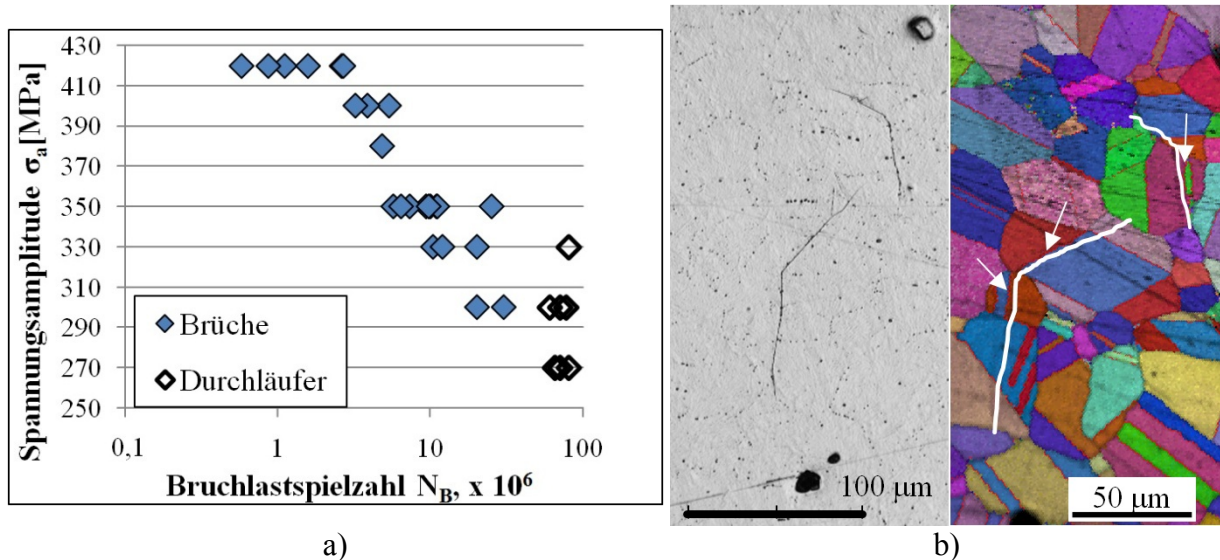 430
410
390
370
350
330
310
290
270
250
Spannungsamplitude σₐ [MPa]
Brüche
Durchläufer
0,1 1 10 100
Bruchlastspielzahl N_B, x 10⁶
a)
b)
100 µm
50 µm